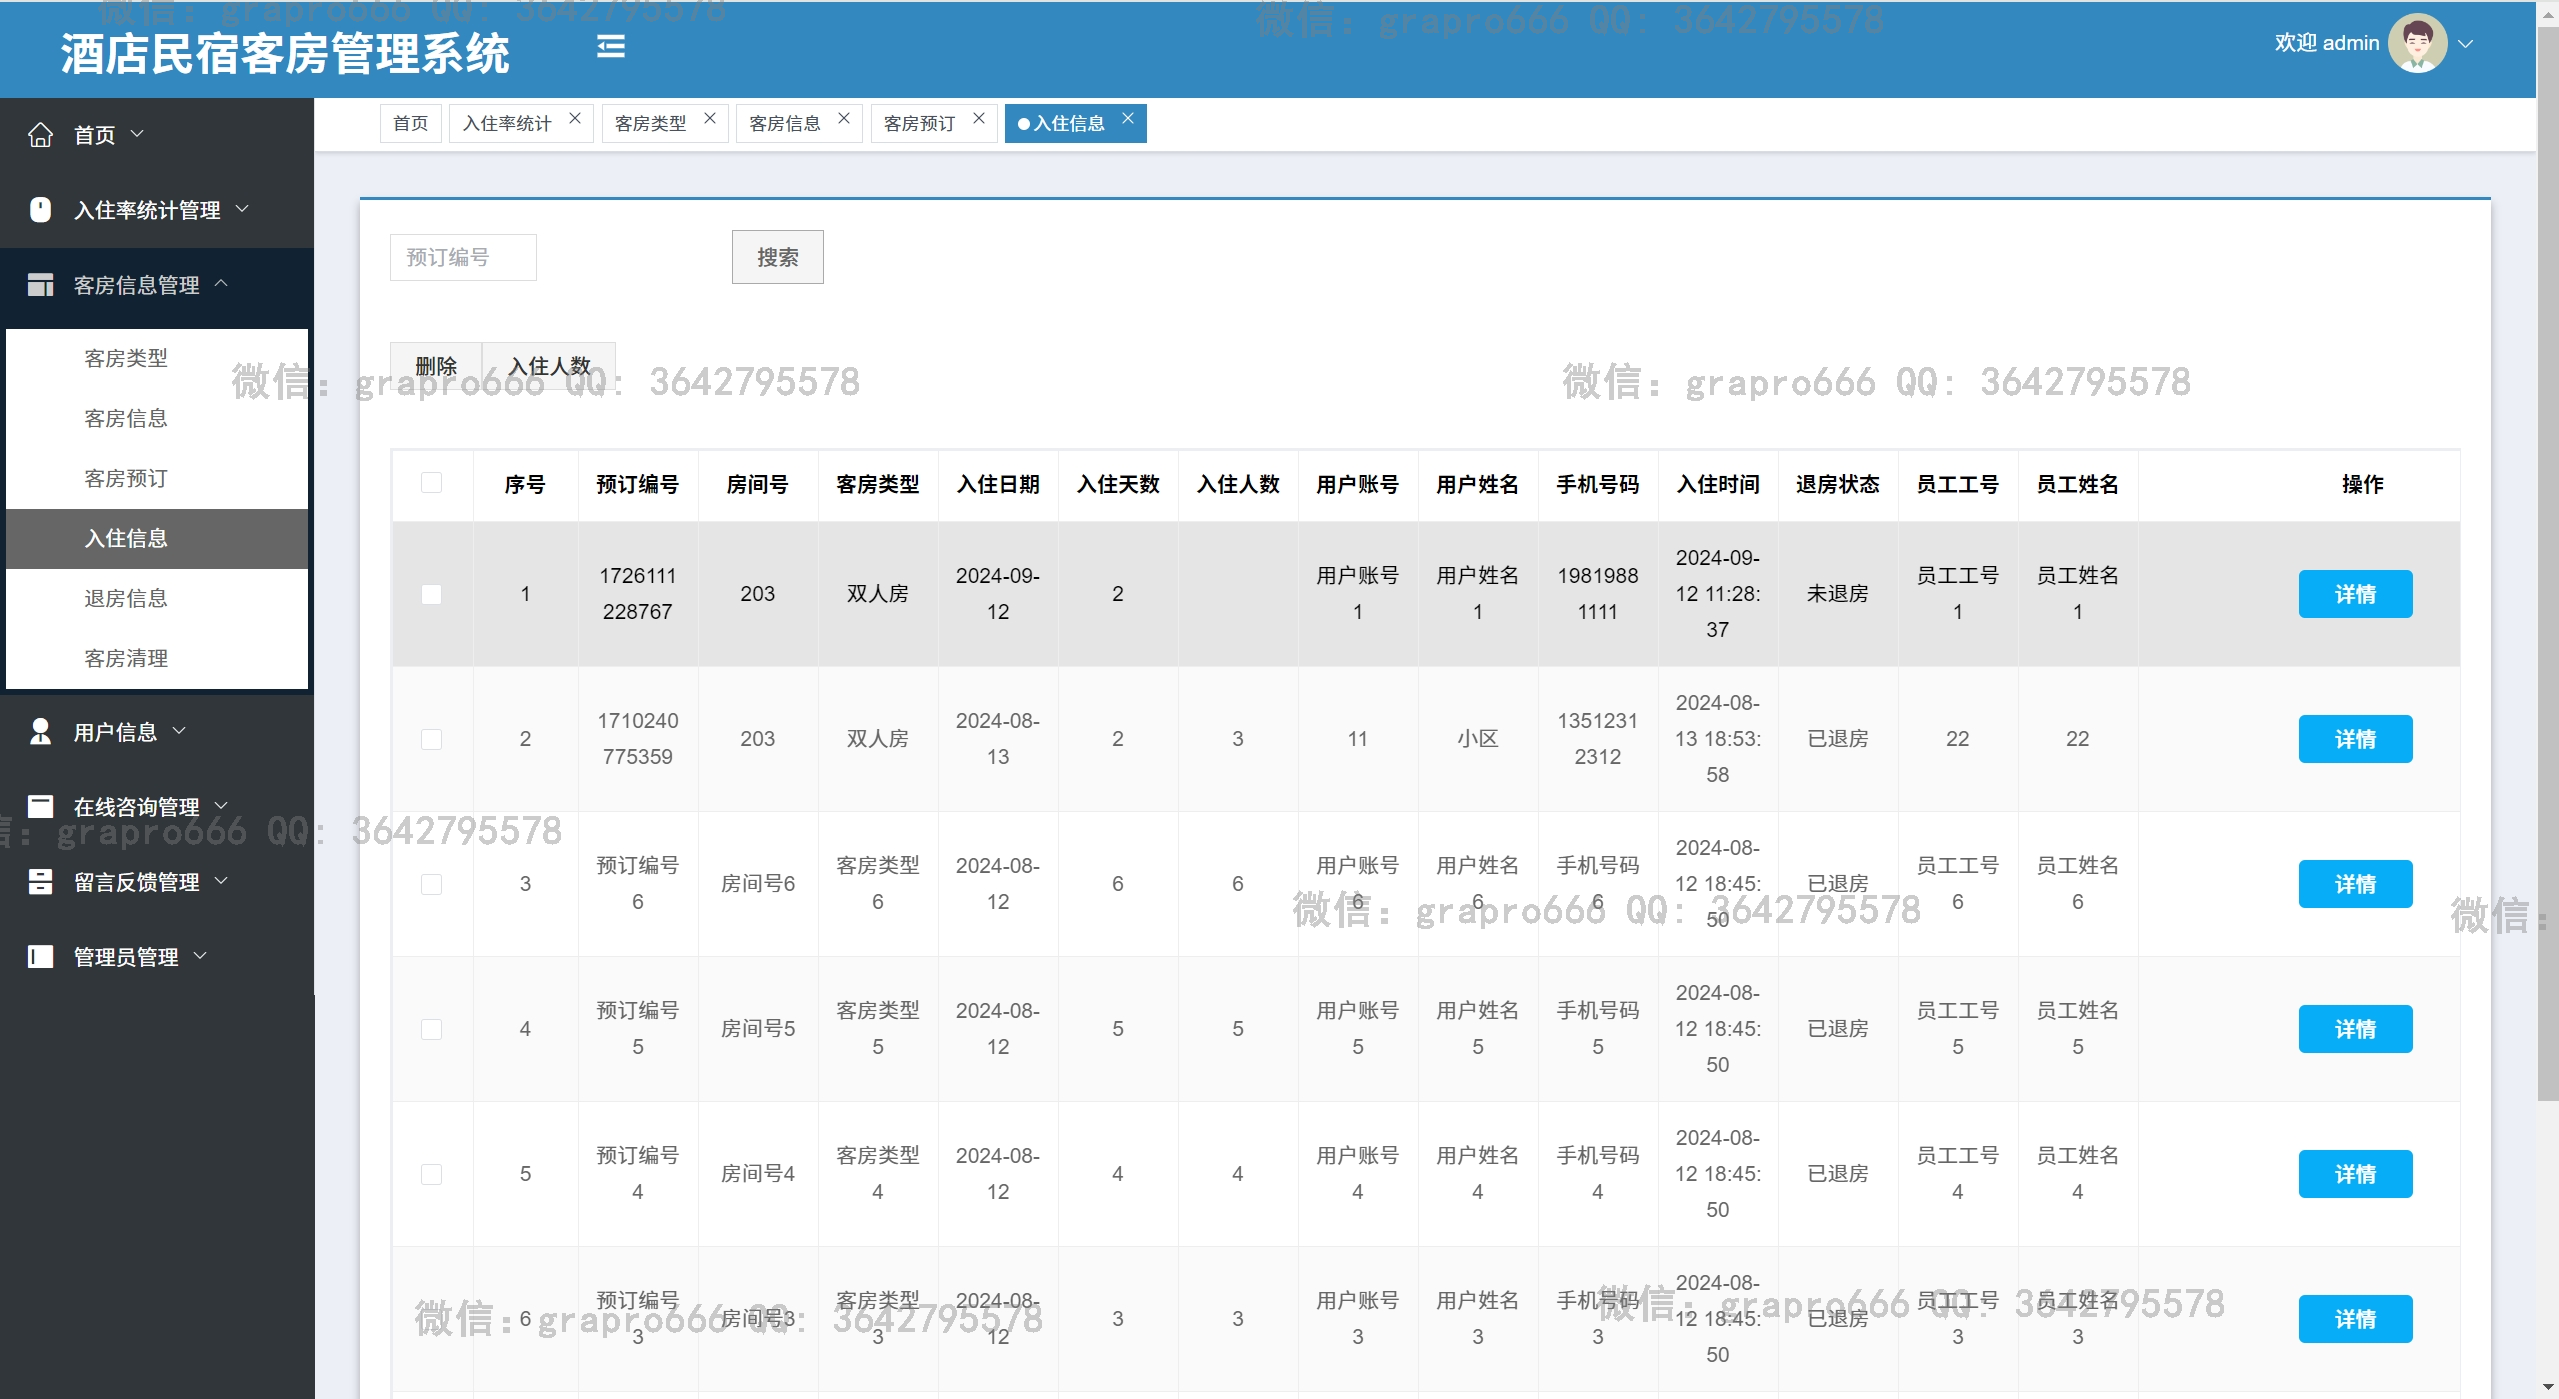 微信: grapro666 QQ: 3642795578
微信: grapro666 QQ: 3642795578
酒店民宿客房管理系统
欢迎 admin
首页
入住率统计
客房类型
客房信息
客房预订
入住信息
首页
入住率统计管理
客房信息管理
客房类型
客房信息
客房预订
入住信息
退房信息
客房清理
用户信息
在线咨询管理
留言反馈管理
管理员管理
预订编号
搜索
删除
入住人数
微信: grapro666 QQ: 3642795578
微信: grapro666 QQ: 3642795578
序号 预订编号 房间号 客房类型 入住日期 入住天数 入住人数 用户账号 用户姓名 手机号码 入住时间 退房状态 员工工号 员工姓名 操作
1 1726111228767 203 双人房 2024-09-12 2 用户账号1 用户姓名1 19819881111 2024-09-12 11:28:37 未退房 员工工号1 员工姓名1 详情
2 1710240775359 203 双人房 2024-08-13 2 3 11 小区 13512312312 2024-08-13 18:53:58 已退房 22 22 详情
信: grapro666 QQ: 3642795578
3 预订编号6 房间号6 客房类型6 2024-08-12 6 6 用户账号6 用户姓名6 手机号码6 2024-08-12 18:45:50 已退房 员工工号6 员工姓名6 详情
微信: grapro666 QQ: 3642795578
微信:
4 预订编号5 房间号5 客房类型5 2024-08-12 5 5 用户账号5 用户姓名5 手机号码5 2024-08-12 18:45:50 已退房 员工工号5 员工姓名5 详情
5 预订编号4 房间号4 客房类型4 2024-08-12 4 4 用户账号4 用户姓名4 手机号码4 2024-08-12 18:45:50 已退房 员工工号4 员工姓名4 详情
6 预订编号3 房间号3 客房类型3 2024-08-12 3 3 用户账号3 用户姓名3 手机号码3 2024-08-12 18:45:50 已退房 员工工号3 员工姓名3 详情
微信: grapro666 QQ: 3642795578
微信: grapro666 QQ: 3642795578